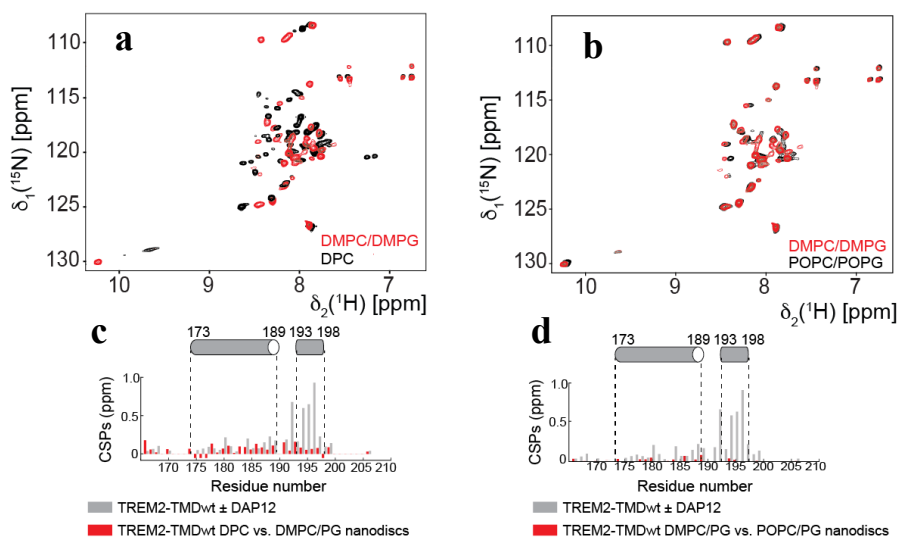 a
b
110
115
120
125
130
δ₁(¹⁵N) [ppm]
DMPC/DMPG
DPC
10
9
8
7
δ₂(¹H) [ppm]
110
115
120
125
130
δ₁(¹⁵N) [ppm]
DMPC/DMPG
POPC/POPG
10
9
8
7
δ₂(¹H) [ppm]
c
173 189 193 198
1.0
0.5
0
CSPs (ppm)
170 175 180 185 190 195 200 205 210
Residue number
TREM2-TMDwt ± DAP12
TREM2-TMDwt DPC vs. DMPC/PG nanodiscs
d
173 189 193 198
1.0
0.5
0
CSPs (ppm)
170 175 180 185 190 195 200 205 210
Residue number
TREM2-TMDwt ± DAP12
TREM2-TMDwt DMPC/PG vs. POPC/PG nanodiscs